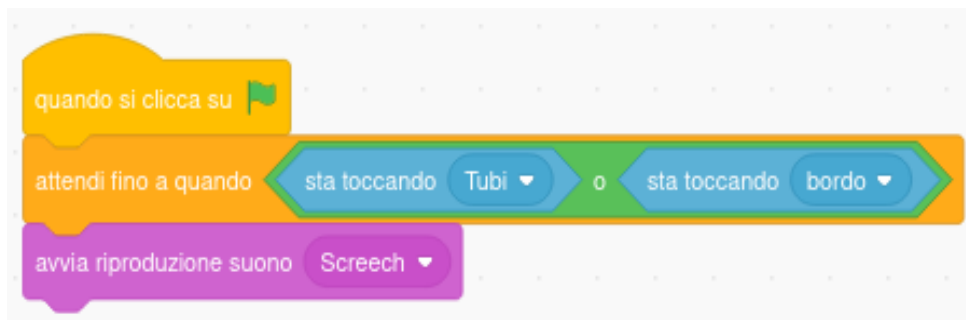 quando si clicca su
attendi fino a quando sta toccando Tubi o sta toccando bordo
avvia riproduzione suono Screech